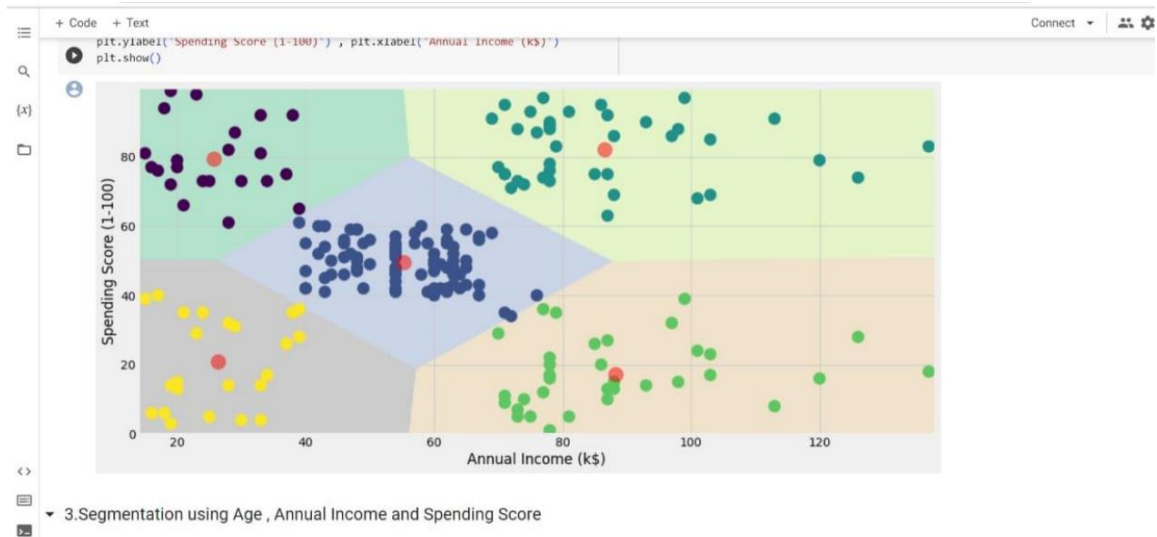 + Code + Text
Connect
plt.ylabel('Spending Score (1-100)') , plt.xlabel('Annual Income (k$)')
plt.show()
{x}
80
60
40
20
0
Spending Score (1-100)
20 40 60 80 100 120
Annual Income (k$)
<>
3.Segmentation using Age , Annual Income and Spending Score